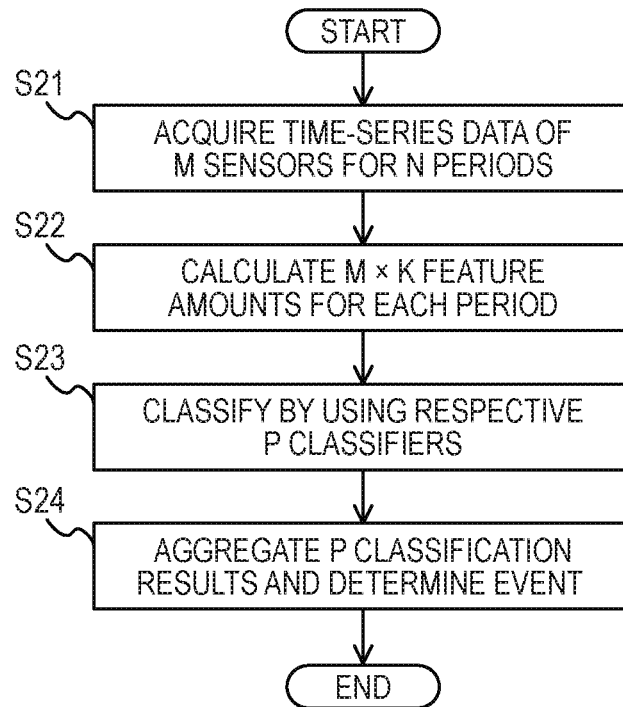 START
S21
ACQUIRE TIME-SERIES DATA OF
M SENSORS FOR N PERIODS
S22
CALCULATE M × K FEATURE
AMOUNTS FOR EACH PERIOD
S23
CLASSIFY BY USING RESPECTIVE
P CLASSIFIERS
S24
AGGREGATE P CLASSIFICATION
RESULTS AND DETERMINE EVENT
END